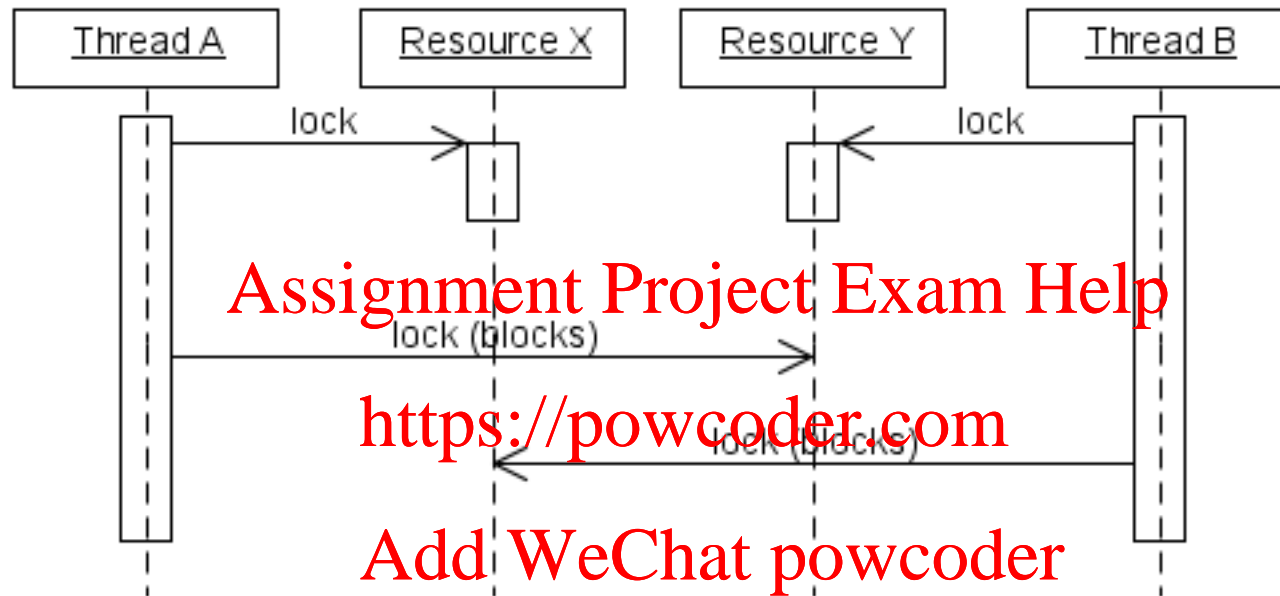 Thread A
Resource X
Resource Y
Thread B
lock
lock
Assignment Project Exam Help
lock (blocks)
https://powcoder.com
lock (blocks)
Add WeChat powcoder